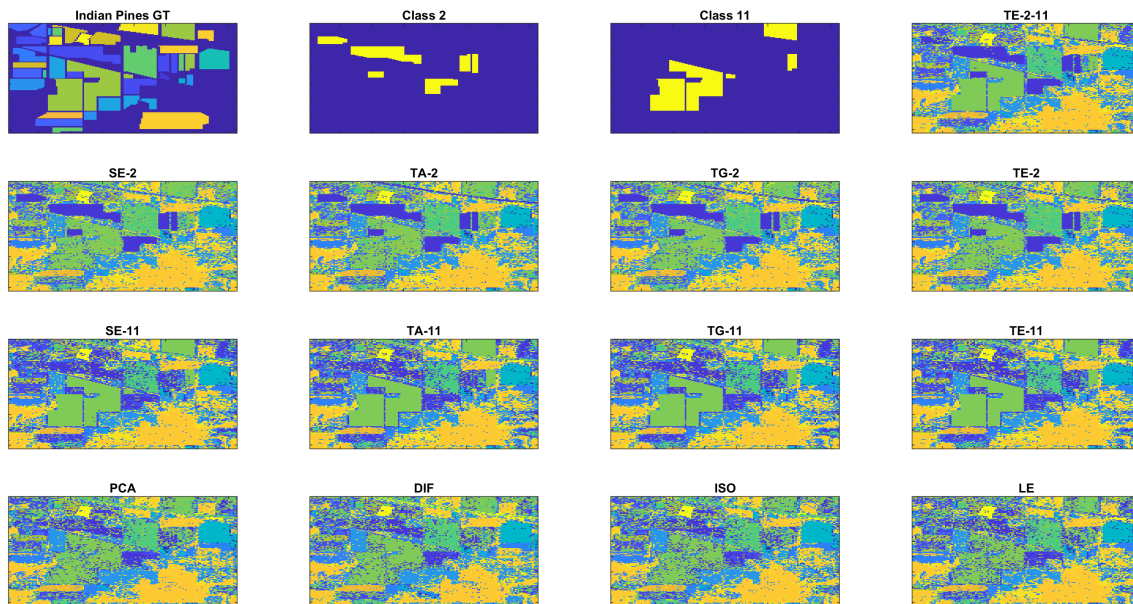 Indian Pines GT
Class 2
Class 11
TE-2-11
SE-2
TA-2
TG-2
TE-2
SE-11
TA-11
TG-11
TE-11
PCA
DIF
ISO
LE